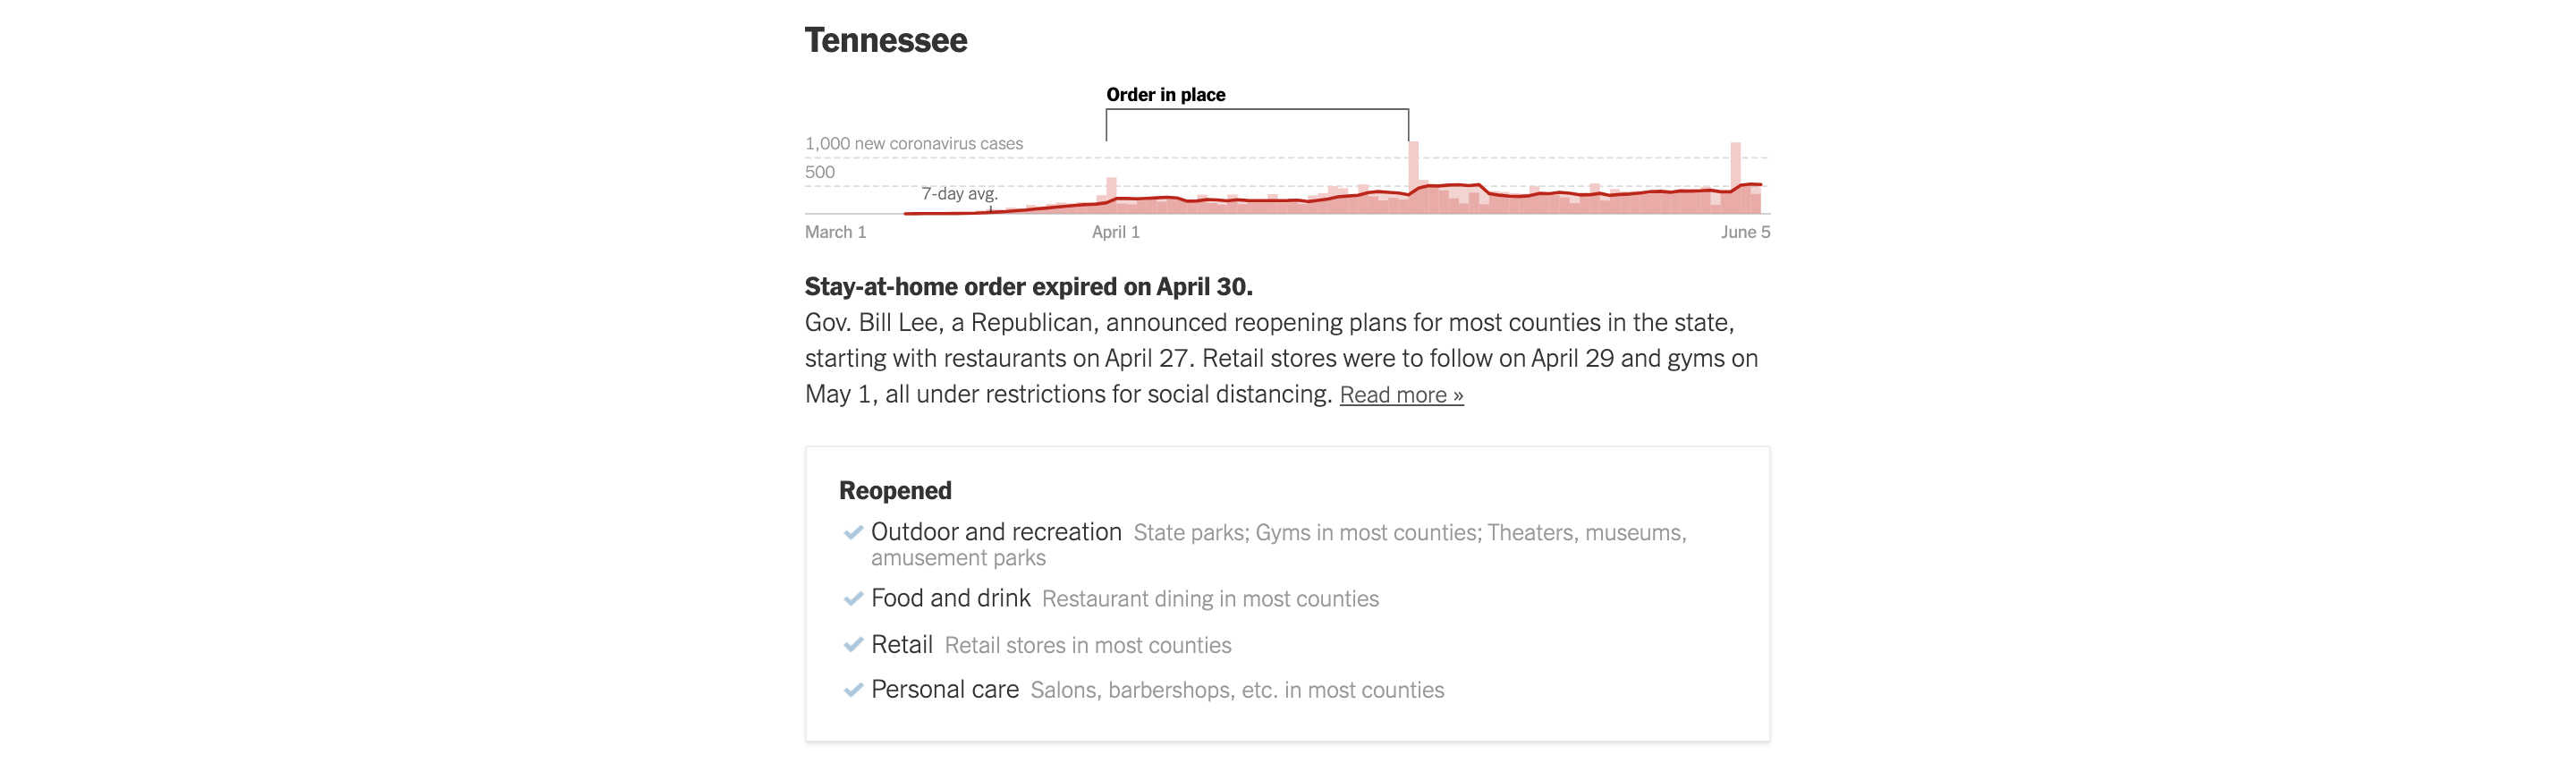 Tennessee
Order in place
1,000 new coronavirus cases
500
7-day avg.
March 1
April 1
June 5
Stay-at-home order expired on April 30.
Gov. Bill Lee, a Republican, announced reopening plans for most counties in the state,
starting with restaurants on April 27. Retail stores were to follow on April 29 and gyms on
May 1, all under restrictions for social distancing. Read more »
Reopened
Outdoor and recreation State parks; Gyms in most counties; Theaters, museums,
amusement parks
Food and drink Restaurant dining in most counties
Retail Retail stores in most counties
Personal care Salons, barbershops, etc. in most counties